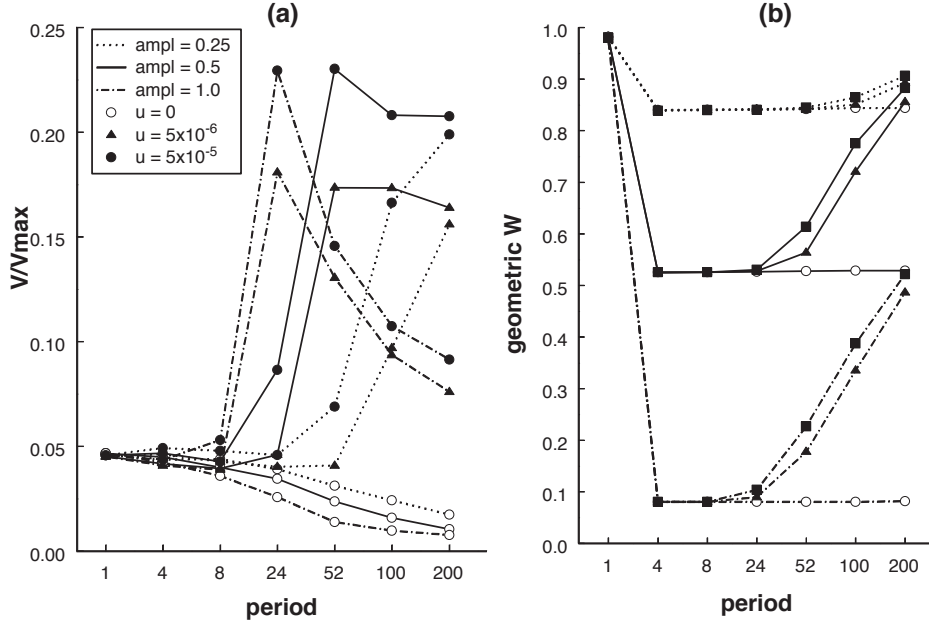 (a)
V/Vmax
0.25
0.20
0.15
0.10
0.05
0.00
ampl = 0.25
ampl = 0.5
ampl = 1.0
u = 0
u = 5x10⁻⁶
u = 5x10⁻⁵
1 4 8 24 52 100 200
period
(b)
geometric W
1.0
0.9
0.8
0.7
0.6
0.5
0.4
0.3
0.2
0.1
0.0
1 4 8 24 52 100 200
period